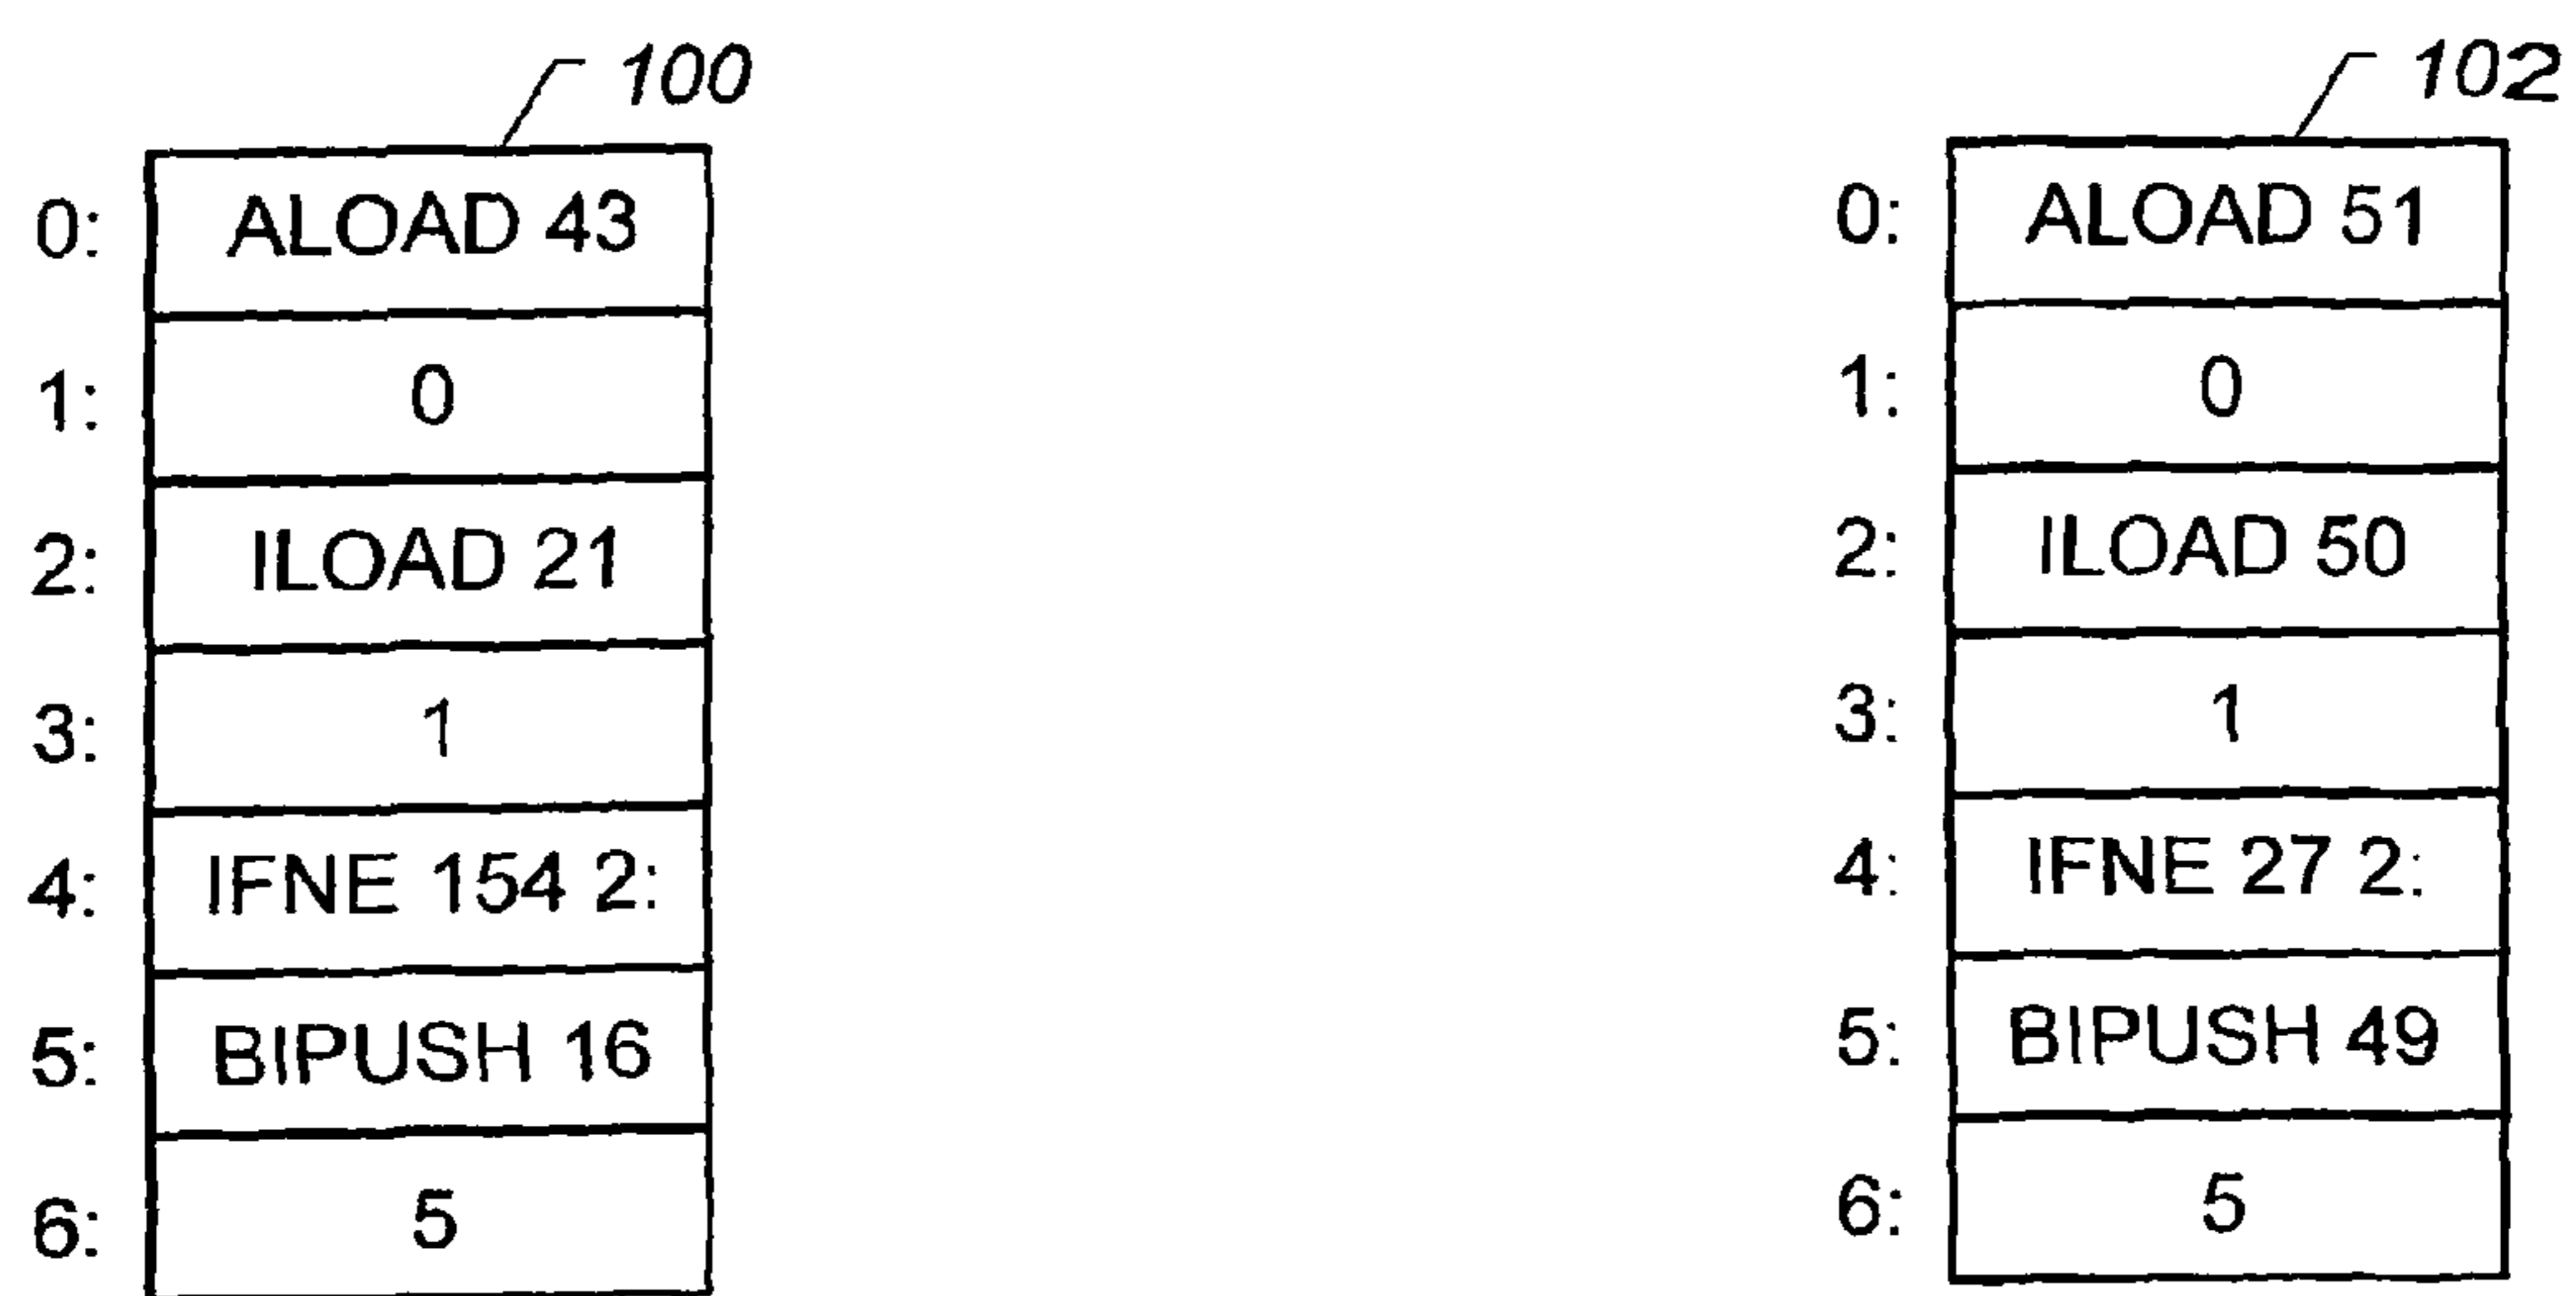 100
0: ALOAD 43
1: 0
2: ILOAD 21
3: 1
4: IFNE 154 2:
5: BIPUSH 16
6: 5
102
0: ALOAD 51
1: 0
2: ILOAD 50
3: 1
4: IFNE 27 2:
5: BIPUSH 49
6: 5